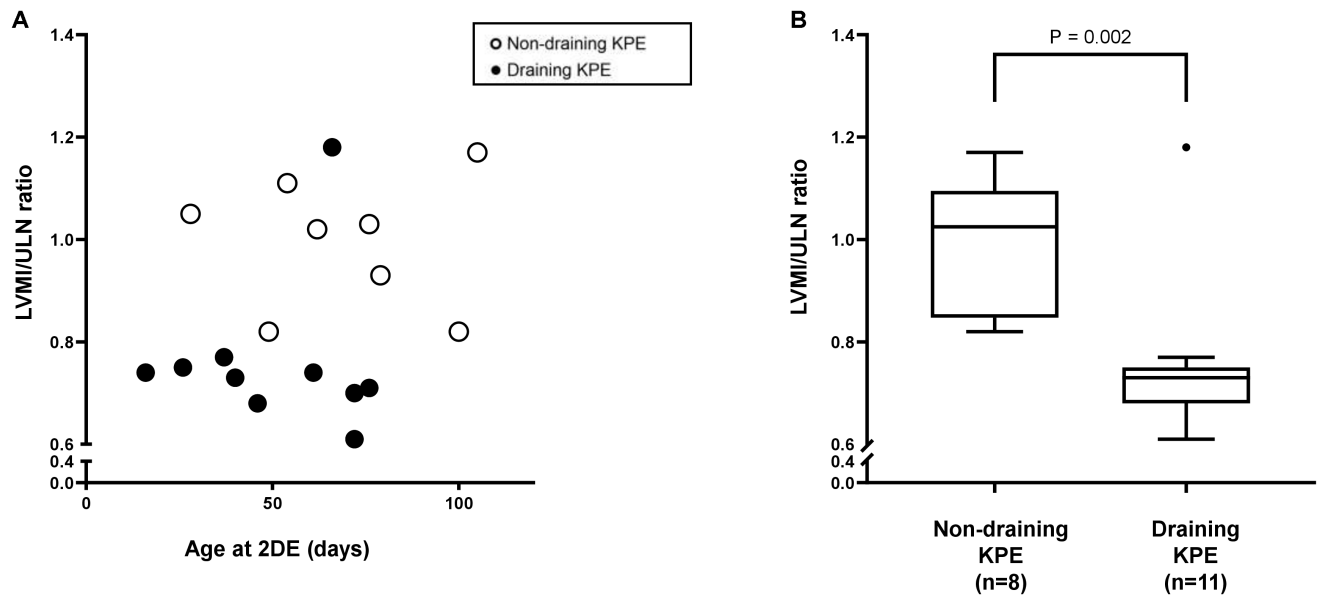 A
LVMI/ULN ratio
1.4
1.2
1.0
0.8
0.6
0.4
0.0
0
50
100
Age at 2DE (days)
Non-draining KPE
Draining KPE
B
LVMI/ULN ratio
1.4
1.2
1.0
0.8
0.6
0.4
0.0
P = 0.002
Non-draining
KPE
(n=8)
Draining
KPE
(n=11)